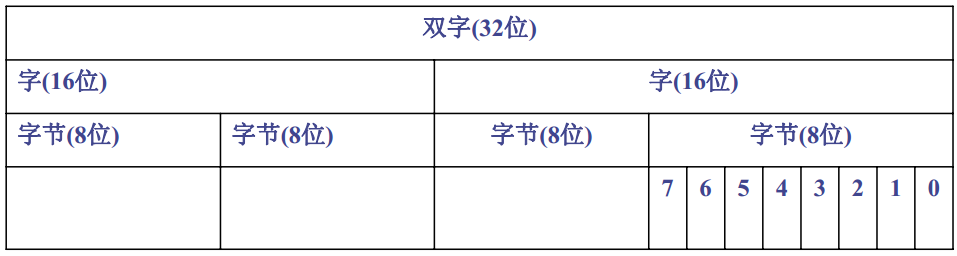 双字(32位)
字(16位) 字(16位)
字节(8位) 字节(8位) 字节(8位) 字节(8位)
7 6 5 4 3 2 1 0